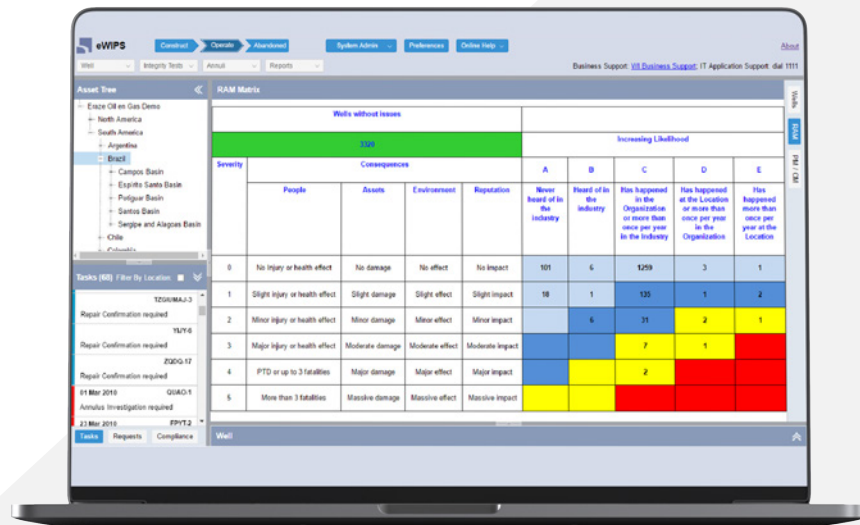 eWIPS
Construct
Operate
Abandoned
System Admin
Preferences
Online Help
About
Well
Integrity Tests
Annuli
Reports
Business Support: WI Business Support; IT Application Support: dial 1111
Asset Tree
RAM Matrix
Eraze Oil en Gas Demo
North America
South America
Argentina
Brazil
Campos Basin
Espirito Santo Basin
Potiguar Basin
Santos Basin
Sergipe and Alagoas Basin
Chile
Colombia
Tasks (68) Filter By Location
TZGIUMAJ-3
Repair Confirmation required
YIJY-6
Repair Confirmation required
ZQDG-17
Repair Confirmation required
01 Mar 2010 QUAO-1
Annulus Investigation required
23 Mar 2010 FPYT-2
Tasks
Requests
Compliance
Wells without issues
3320
Increasing Likelihood
Severity
Consequences
A
B
C
D
E
People
Assets
Environment
Reputation
Never heard of in the industry
Heard of in the industry
Has happened in the Organization or more than once per year in the Industry
Has happened at the Location or more than once per year in the Organization
Has happened more than once per year at the Location
0 No injury or health effect No damage No effect No impact 101 6 1259 3 1
1 Slight injury or health effect Slight damage Slight effect Slight impact 18 1 135 1 2
2 Minor injury or health effect Minor damage Minor effect Minor impact 6 31 2 1
3 Major injury or health effect Moderate damage Moderate effect Moderate impact 7 1
4 PTD or up to 3 fatalities Major damage Major effect Major impact 2
5 More than 3 fatalities Massive damage Massive effect Massive impact
Well
Wells
RAM
PM / CM